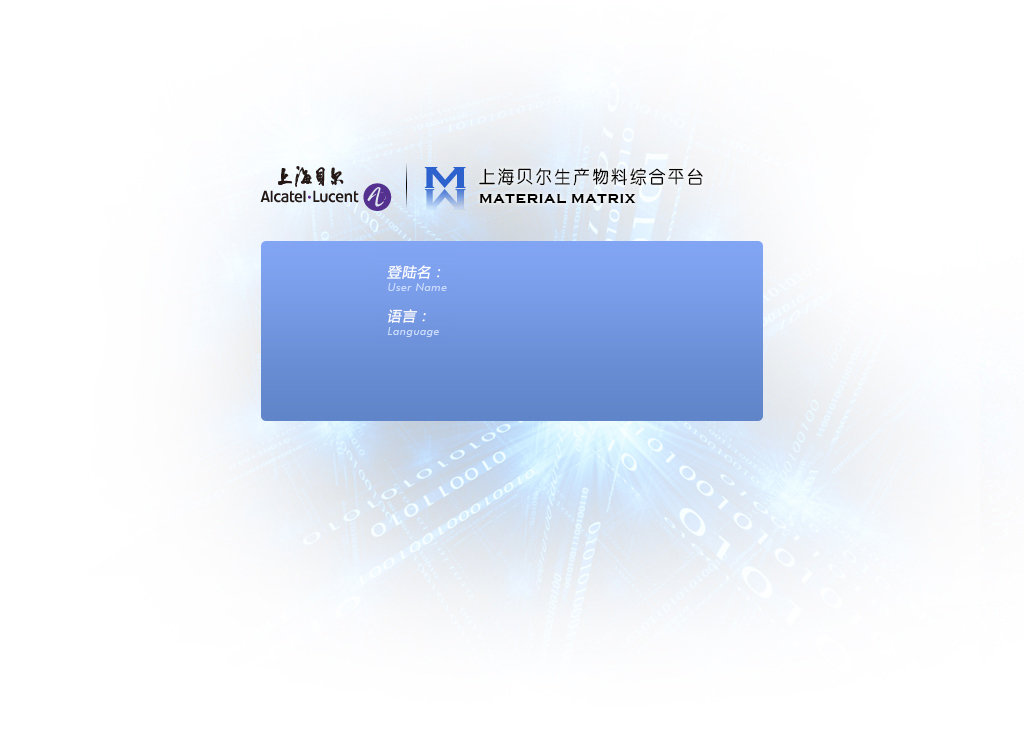 上海贝尔
Alcatel·Lucent
上海贝尔生产物料综合平台
MATERIAL MATRIX
登陆名：
User Name
语言：
Language
010110010